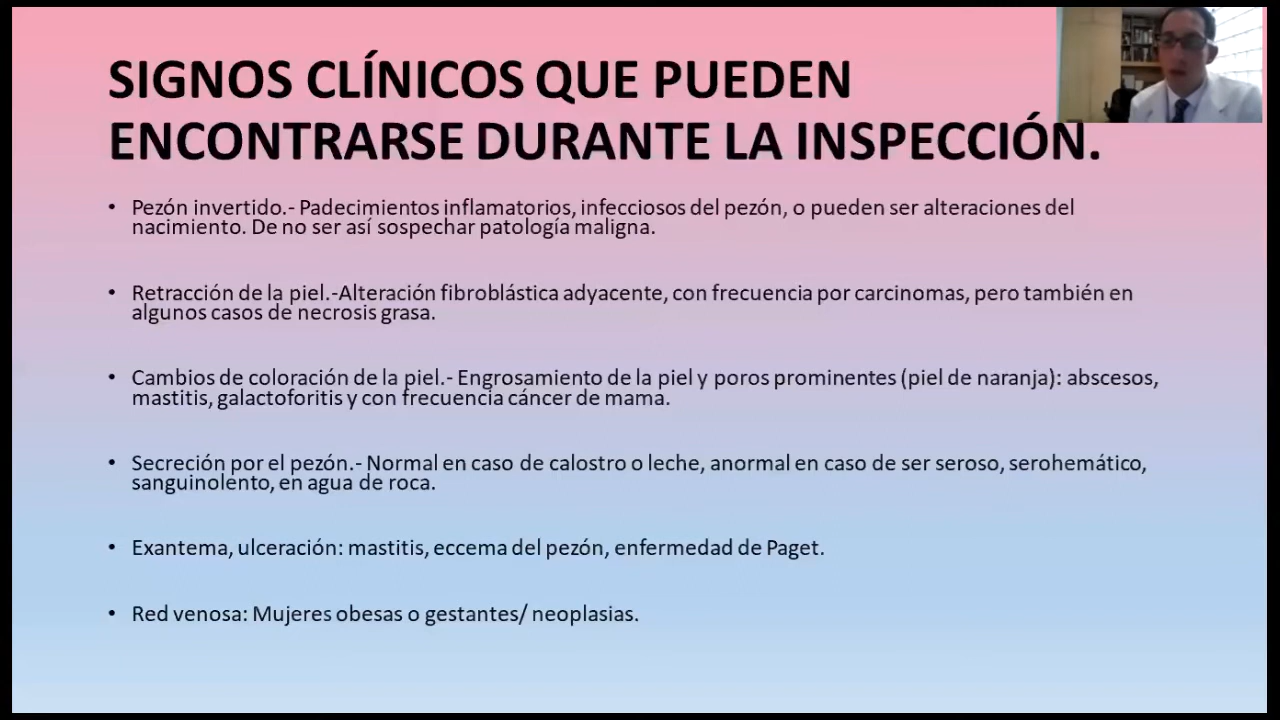 SIGNOS CLÍNICOS QUE PUEDEN
ENCONTRARSE DURANTE LA INSPECCIÓN.
• Pezón invertido.- Padecimientos inflamatorios, infecciosos del pezón, o pueden ser alteraciones del
nacimiento. De no ser así sospechar patología maligna.
• Retracción de la piel.-Alteración fibroblástica adyacente, con frecuencia por carcinomas, pero también en
algunos casos de necrosis grasa.
• Cambios de coloración de la piel.- Engrosamiento de la piel y poros prominentes (piel de naranja): abscesos,
mastitis, galactoforitis y con frecuencia cáncer de mama.
• Secreción por el pezón.- Normal en caso de calostro o leche, anormal en caso de ser seroso, serohemático,
sanguinolento, en agua de roca.
• Exantema, ulceración: mastitis, eccema del pezón, enfermedad de Paget.
• Red venosa: Mujeres obesas o gestantes/ neoplasias.